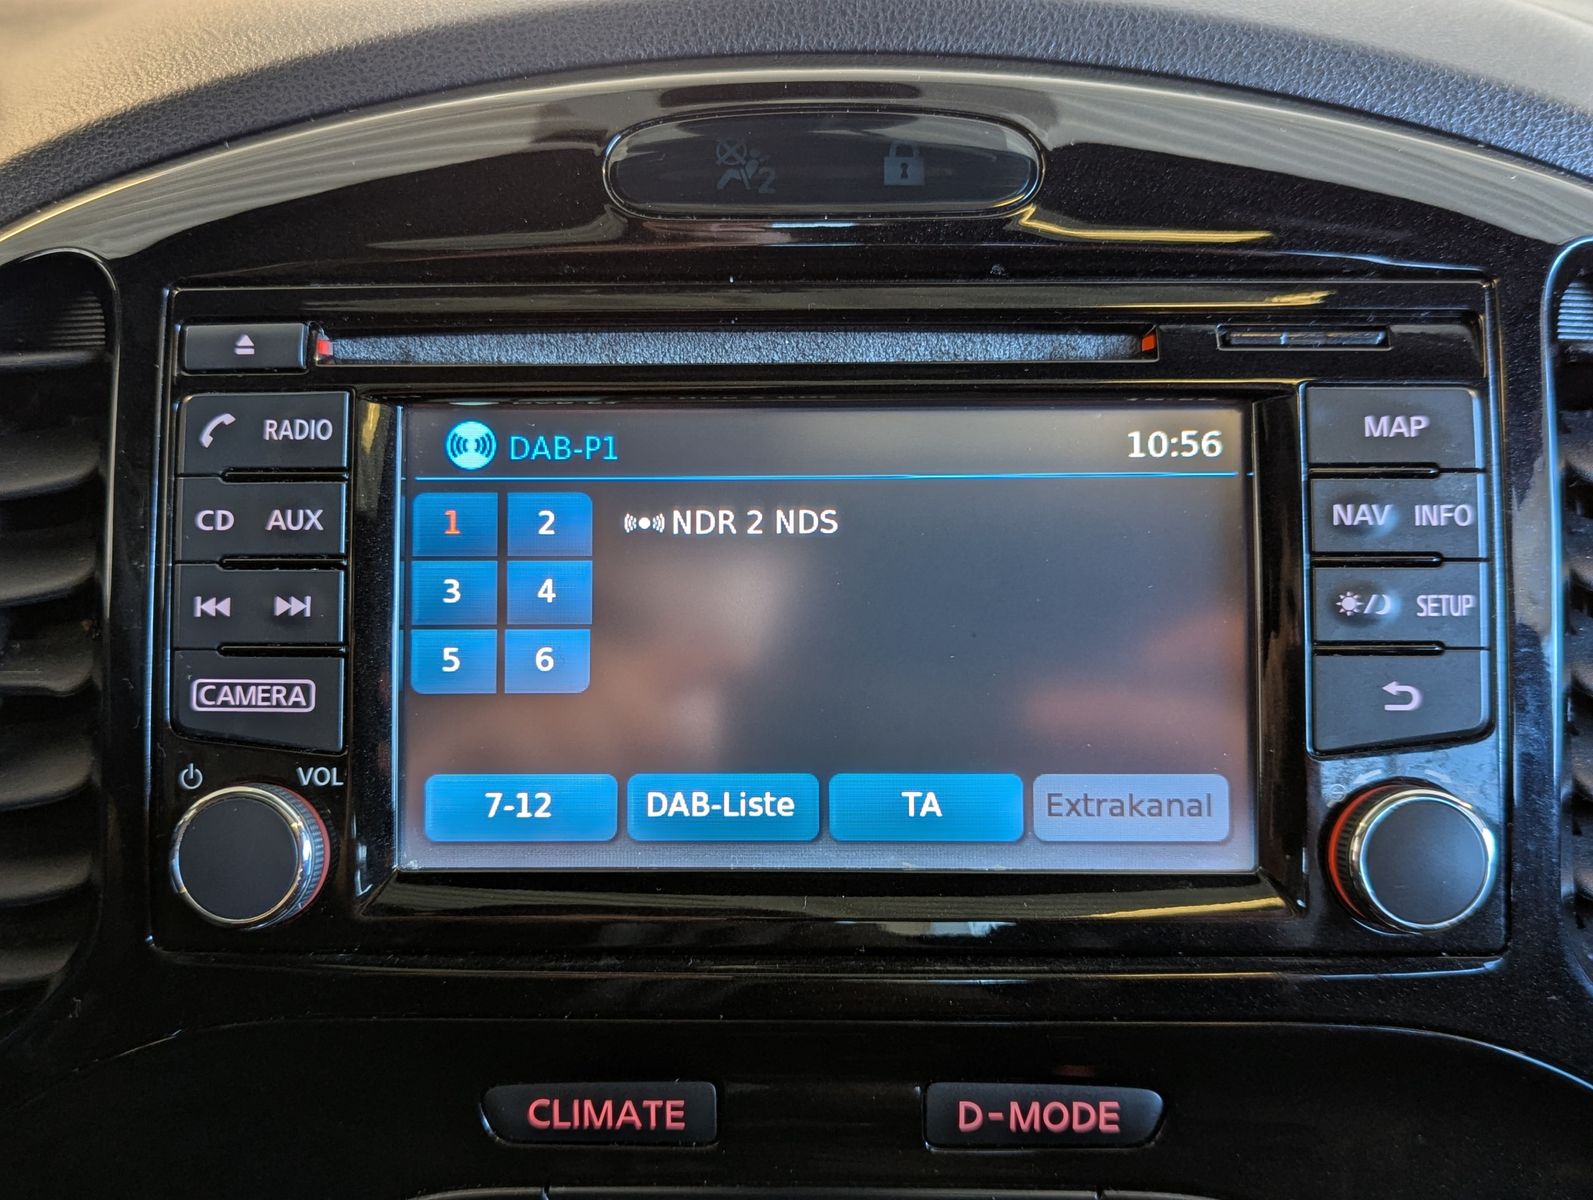 2
RADIO
MAP
DAB-P1
10:56
CD AUX
1 2
NDR 2 NDS
NAV INFO
3 4
SETUP
5 6
CAMERA
VOL
7-12 DAB-Liste TA Extrakanal
CLIMATE D-MODE